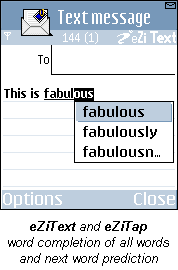 Text message
144 (1) eZi Text
To
This is fabulous
fabulous
fabulously
fabulousn...
Options Close
eZiText and eZiTap
word completion of all words
and next word prediction